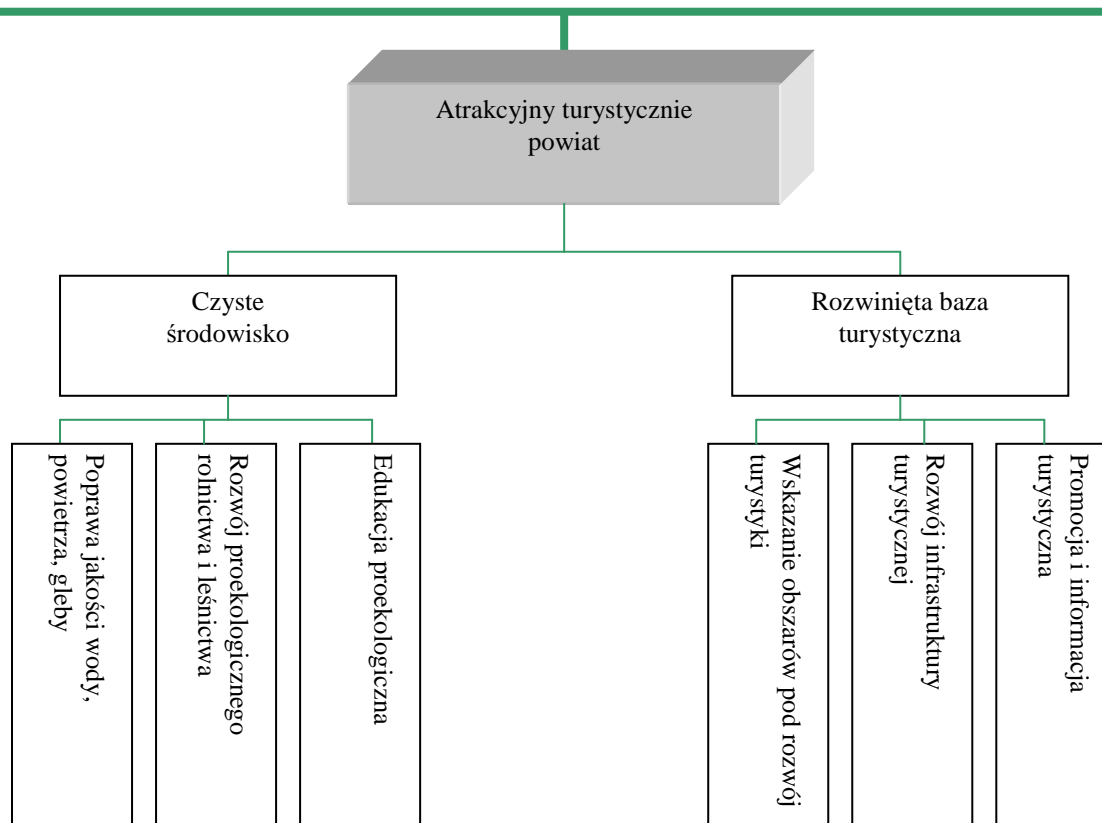 Atrakcyjny turystycznie
powiat
Czyste
środowisko
Rozwinięta baza
turystyczna
Poprawa jakości wody,
powietrza, gleby
Rozwój proekologicznego
rolnictwa i leśnictwa
Edukacja proekologiczna
Wskazanie obszarów pod rozwój
turystyki
Rozwój infrastruktury
turystycznej
Promocja i informacja
turystyczna